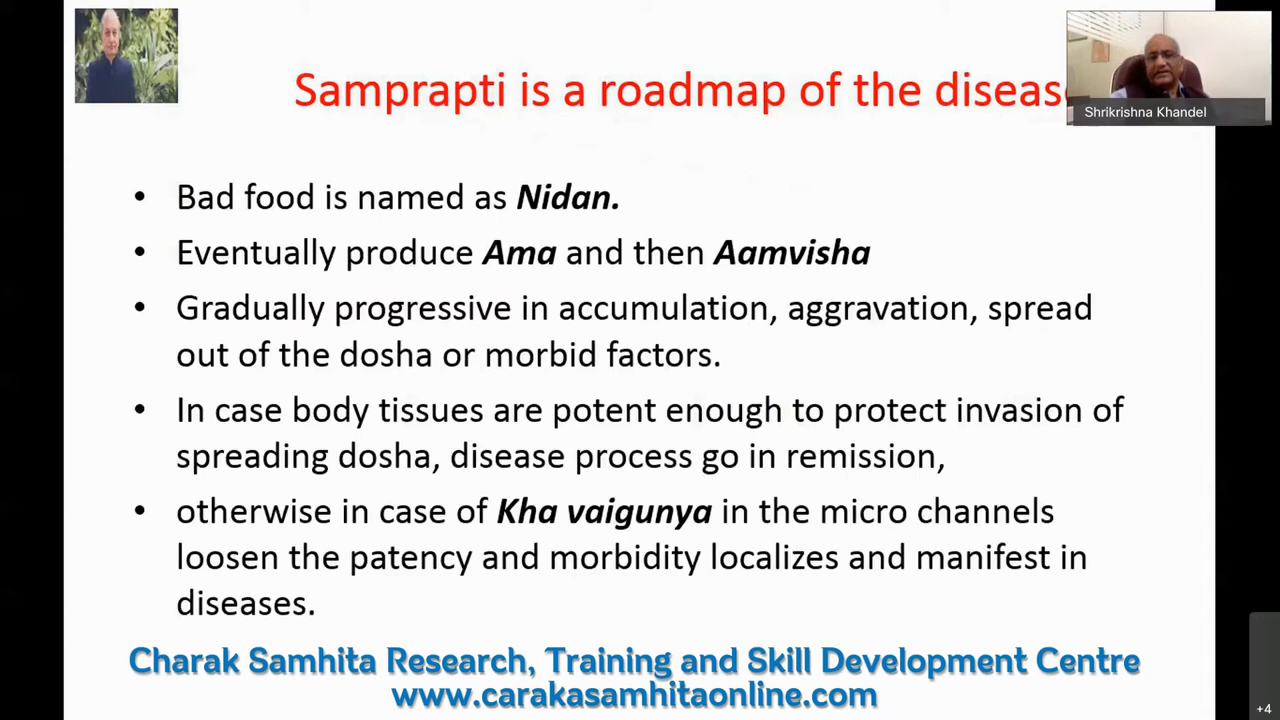 Samprapti is a roadmap of the diseas
Shrikrishna Khandel
• Bad food is named as Nidan.
• Eventually produce Ama and then Aamvisha
• Gradually progressive in accumulation, aggravation, spread
out of the dosha or morbid factors.
• In case body tissues are potent enough to protect invasion of
spreading dosha, disease process go in remission,
• otherwise in case of Kha vaigunya in the micro channels
loosen the patency and morbidity localizes and manifest in
diseases.
Charak Samhita Research, Training and Skill Development Centre
www.carakasamhitaonline.com
+4